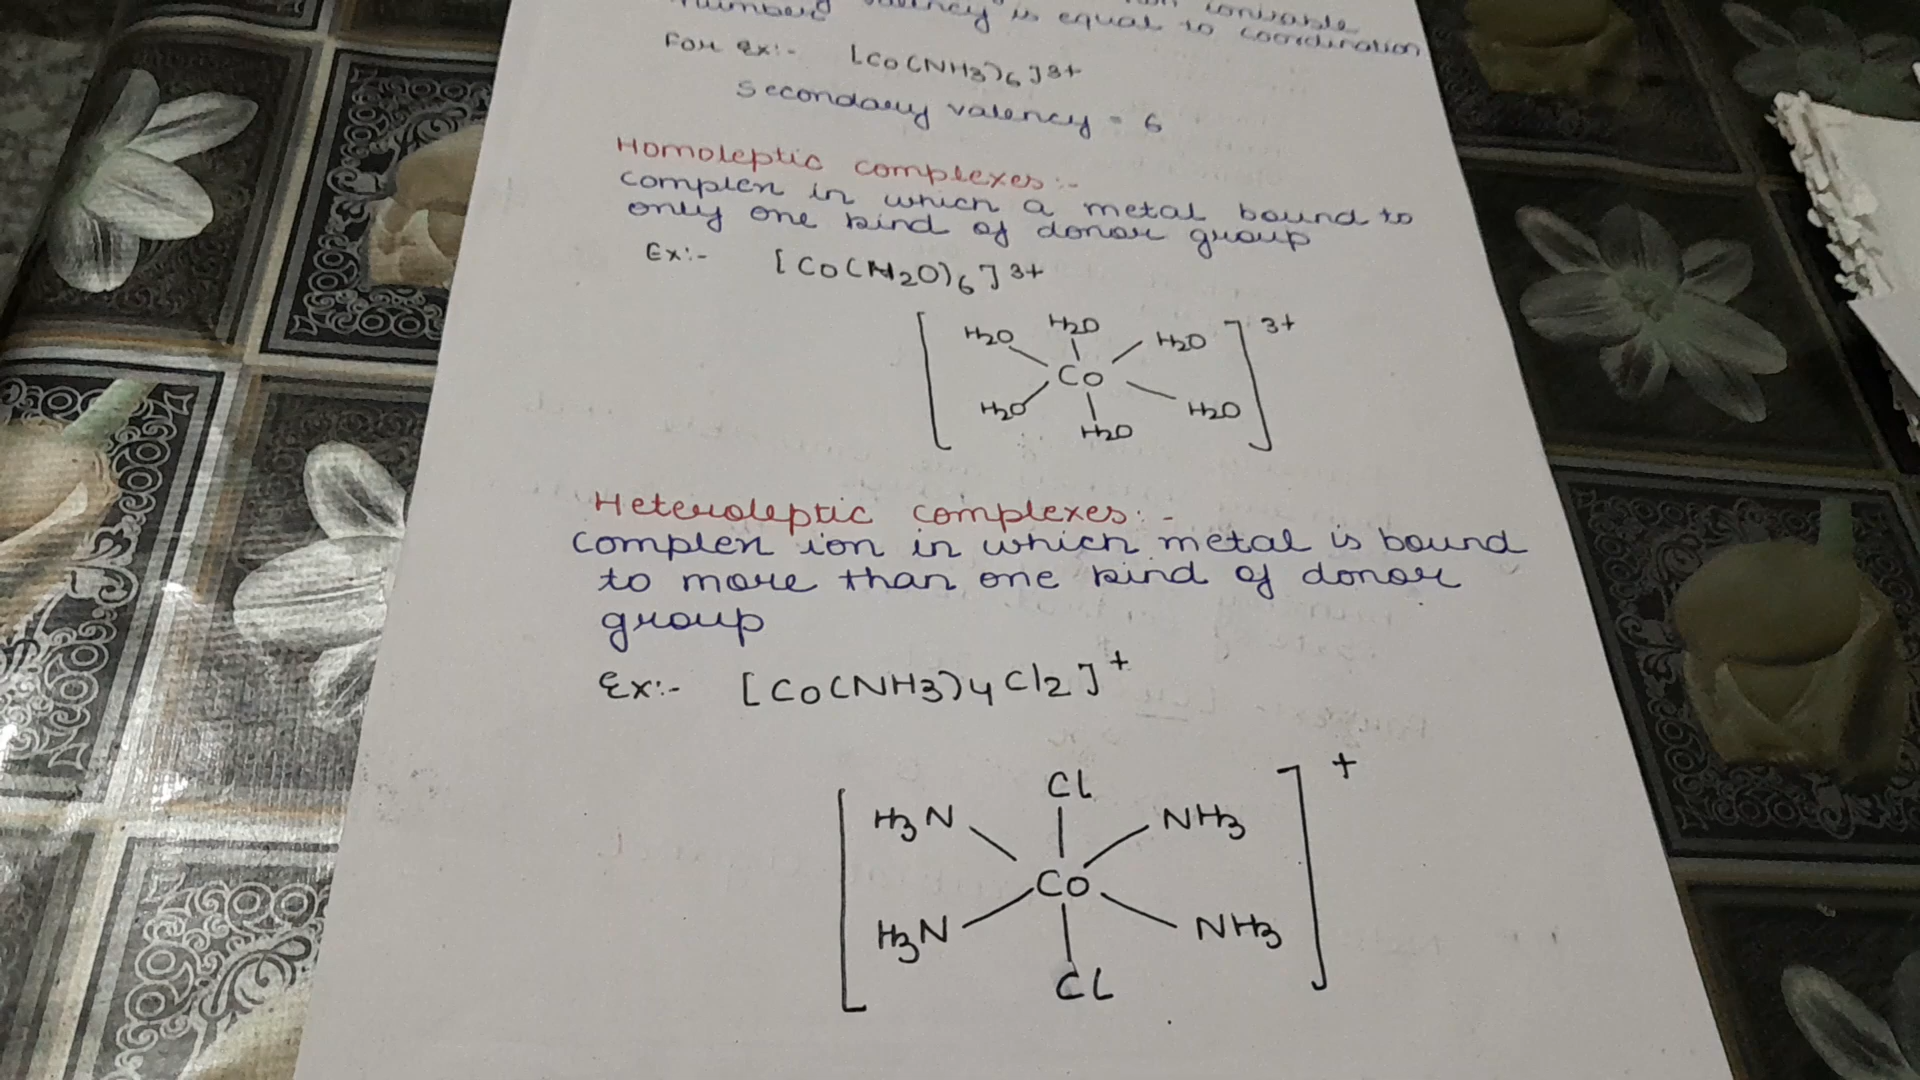 ionisable
number valency is equal to coordination
For ex:- [Co(NH3)6]3+
secondary valency = 6
Homoleptic complexes:-
complex in which a metal bound to
only one kind of donor group
Ex:- [Co(H2O)6]3+
H2O H2O H2O 3+
Co
H2O H2O H2O
Heteroleptic complexes:-
complex ion in which metal is bound
to more than one kind of donor
group
Ex:- [Co(NH3)4Cl2]+
Cl +
H3N NH3
Co
H3N NH3
Cl